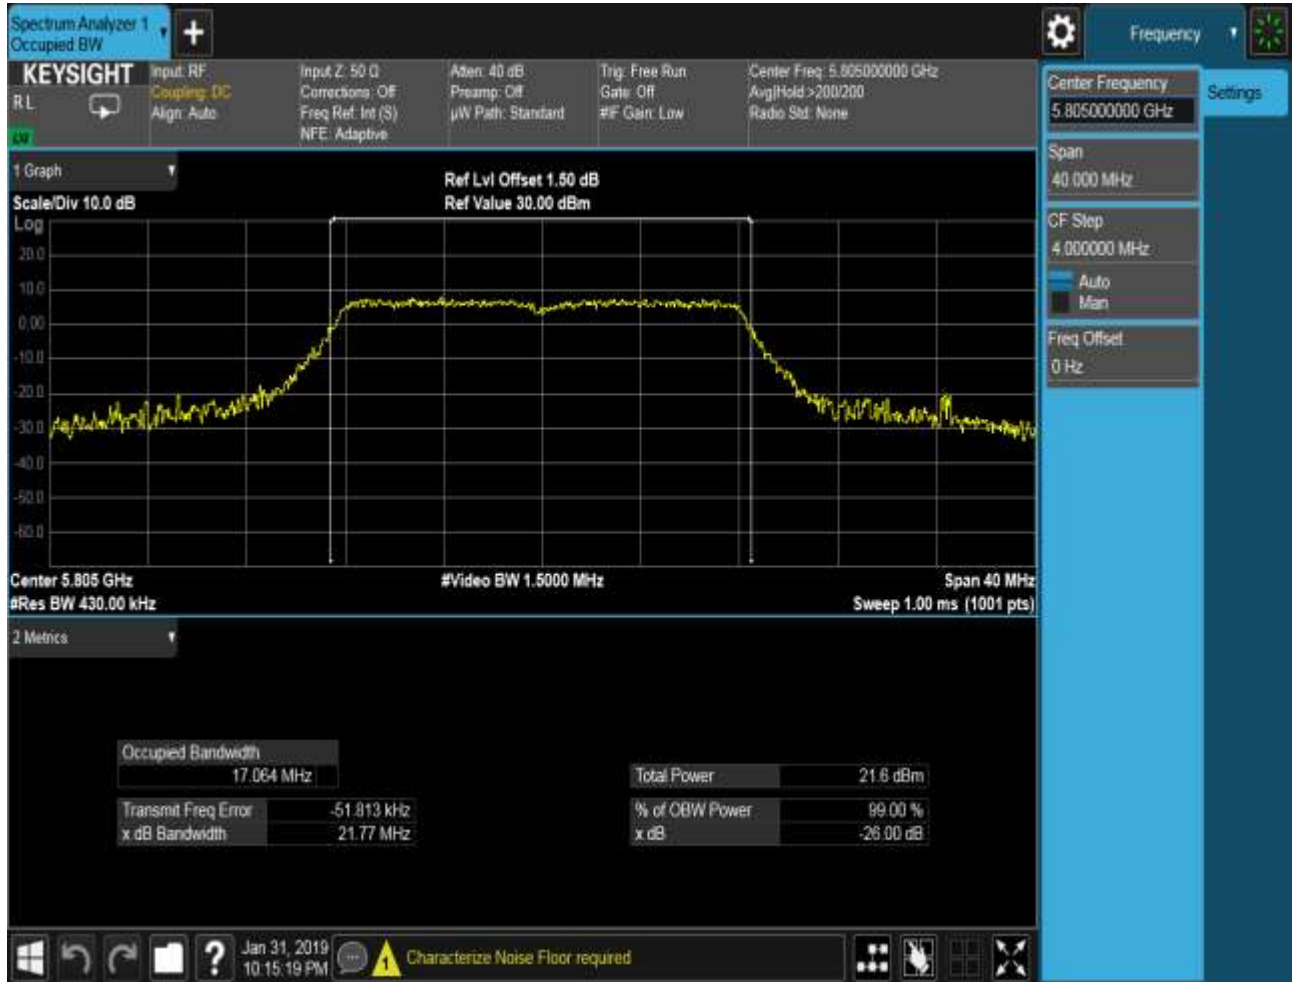 Spectrum Analyzer 1
Occupied BW
Frequency
KEYSIGHT
Input: RF
Input Z: 50 Ω
Atten: 40 dB
Trig: Free Run
Center Freq: 5.805000000 GHz
R L
Coupling: DC
Corrections: Off
Preamp: Off
Gate: Off
Avg|Hold:>200/200
Align: Auto
Freq Ref: Int (S)
µW Path: Standard
#IF Gain: Low
Radio Std: None
NFE: Adaptive
Center Frequency
5.805000000 GHz
Settings
Span
40.000 MHz
CF Step
4.000000 MHz
Auto
Man
Freq Offset
0 Hz
1 Graph
Ref Lvl Offset 1.50 dB
Scale/Div 10.0 dB
Ref Value 30.00 dBm
Log
20.0
10.0
0.00
-10.0
-20.0
-30.0
-40.0
-50.0
-60.0
Center 5.805 GHz
#Video BW 1.5000 MHz
Span 40 MHz
#Res BW 430.00 kHz
Sweep 1.00 ms (1001 pts)
2 Metrics
Occupied Bandwidth
17.064 MHz
Total Power 21.6 dBm
Transmit Freq Error -51.813 kHz
% of OBW Power 99.00 %
x dB Bandwidth 21.77 MHz
x dB -26.00 dB
?
Jan 31, 2019
10:15:19 PM
1
Characterize Noise Floor required